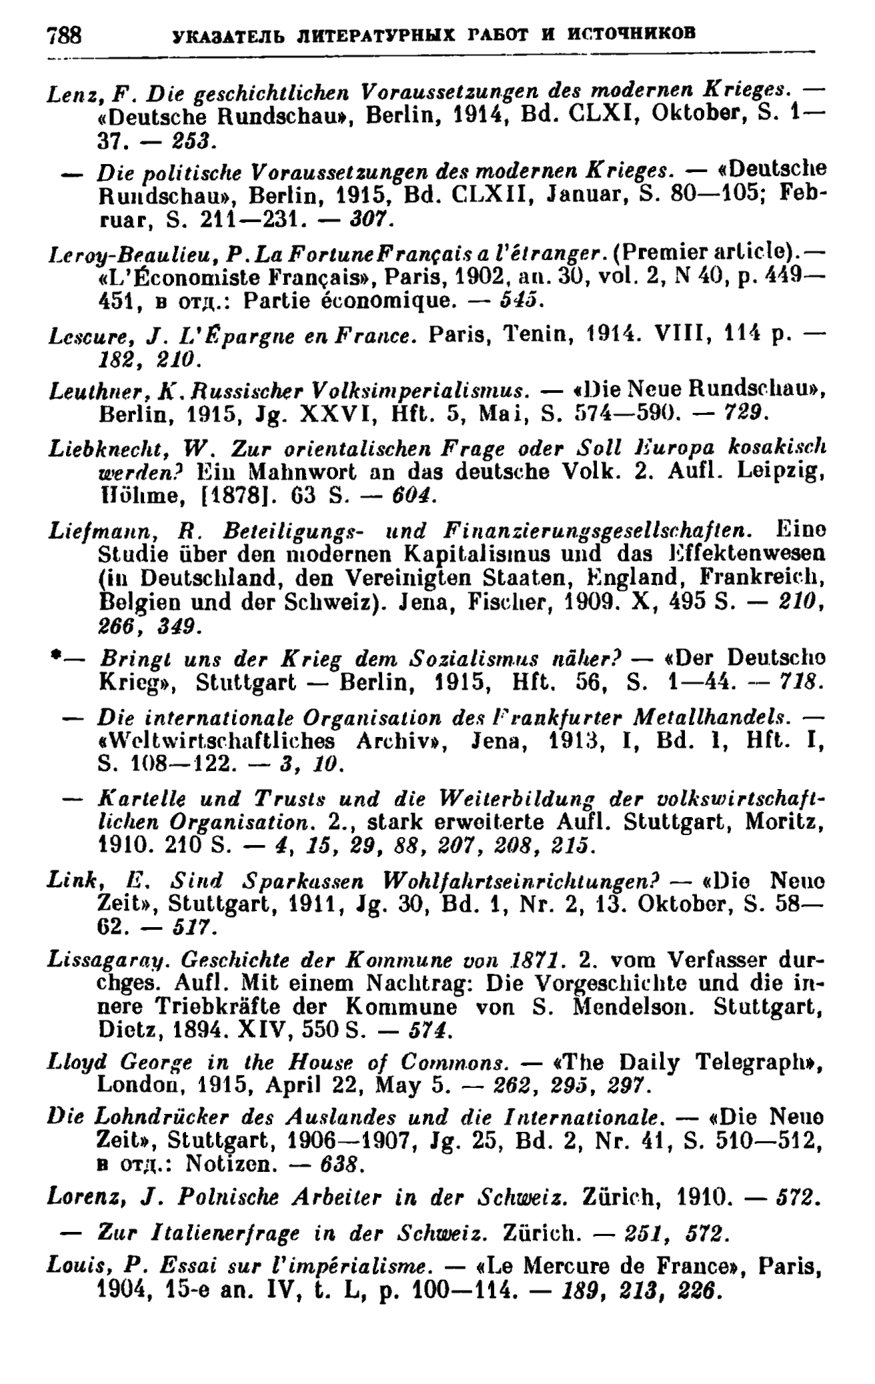 788 УКАЗАТЕЛЬ ЛИТЕРАТУРНЫХ РАБОТ И ИСТОЧНИКОВ
Lenz, F. Die geschichtlichen Voraussetzungen des modernen Krieges. —
«Deutsche Rundschau», Berlin, 1914, Bd. CLXI, Oktober, S. 1—
37. — 253.
— Die politische Voraussetzungen des modernen Krieges. — «Deutsche
Rundschau», Berlin, 1915, Bd. CLXII, Januar, S. 80—105; Feb-
ruar, S. 211—231. — 307.
Leroy-Beaulieu, P. La Fortune Français a l'étranger. (Premier article). —
«L'Économiste Français», Paris, 1902, an. 30, vol. 2, N 40, p. 449—
451, в отд.: Partie économique. — 545.
Lescure, J. L'Épargne en France. Paris, Tenin, 1914. VIII, 114 p. —
182, 210.
Leuthner, K. Russischer Volksimperialismus. — «Die Neue Rundschau»,
Berlin, 1915, Jg. XXVI, Hft. 5, Mai, S. 574—590. — 729.
Liebknecht, W. Zur orientalischen Frage oder Soll Europa kosakisch
werden? Ein Mahnwort an das deutsche Volk. 2. Aufl. Leipzig,
Höhme, [1878]. 63 S. — 604.
Liefmann, R. Beteiligungs- und Finanzierungsgesellschaften. Eine
Studie über den modernen Kapitalismus und das Effektenwesen
(in Deutschland, den Vereinigten Staaten, England, Frankreich,
Belgien und der Schweiz). Jena, Fischer, 1909. X, 495 S. — 210,
266, 349.
*— Bringt uns der Krieg dem Sozialismus näher? — «Der Deutsche
Krieg», Stuttgart — Berlin, 1915, Hft. 56, S. 1—44. — 718.
— Die internationale Organisation des Frankfurter Metallhandels. —
«Weltwirtschaftliches Archiv», Jena, 1913, I, Bd. 1, Hft. I,
S. 108—122. — 3, 10.
— Kartelle und Trusts und die Weiterbildung der volkswirtschaft-
lichen Organisation. 2., stark erweiterte Aufl. Stuttgart, Moritz,
1910. 210 S. — 4, 15, 29, 88, 207, 208, 215.
Link, E. Sind Sparkassen Wohlfahrtseinrichtungen? — «Die Neue
Zeit», Stuttgart, 1911, Jg. 30, Bd. 1, Nr. 2, 13. Oktober, S. 58—
62. — 517.
Lissagaray. Geschichte der Kommune von 1871. 2. vom Verfasser dur-
chges. Aufl. Mit einem Nachtrag: Die Vorgeschichte und die in-
nere Triebkräfte der Kommune von S. Mendelson. Stuttgart,
Dietz, 1894. XIV, 550 S. — 574.
Lloyd George in the House of Commons. — «The Daily Telegraph»,
London, 1915, April 22, May 5. — 262, 295, 297.
Die Lohndrücker des Auslandes und die Internationale. — «Die Neue
Zeit», Stuttgart, 1906—1907, Jg. 25, Bd. 2, Nr. 41, S. 510—512,
в отд.: Notizen. — 638.
Lorenz, J. Polnische Arbeiter in der Schweiz. Zürich, 1910. — 572.
— Zur Italienerfrage in der Schweiz. Zürich. — 251, 572.
Louis, P. Essai sur l'impérialisme. — «Le Mercure de France», Paris,
1904, 15-e an. IV, t. L, p. 100—114. — 189, 213, 226.